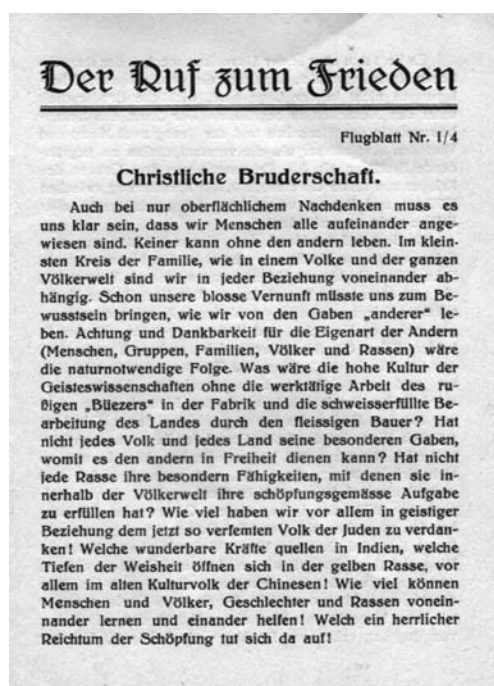 Der Ruf zum Frieden
Flugblatt Nr. 1/4
Christliche Bruderschaft.
Auch bei nur oberflächlichem Nachdenken muss es
uns klar sein, dass wir Menschen alle aufeinander ange-
wiesen sind. Keiner kann ohne den andern leben. Im klein-
sten Kreis der Familie, wie in einem Volke und der ganzen
Völkerwelt sind wir in jeder Beziehung voneinander ab-
hängig. Schon unsere blosse Vernunft müsste uns zum Be-
wusstsein bringen, wie wir von den Gaben „anderer“ le-
ben. Achtung und Dankbarkeit für die Eigenart der Andern
(Menschen, Gruppen, Familien, Völker und Rassen) wäre
die naturnotwendige Folge. Was wäre die hohe Kultur der
Geisteswissenschaften ohne die werktätige Arbeit des ru-
ßigen „Büezers“ in der Fabrik und die schweisserfüllte Be-
arbeitung des Landes durch den fleissigen Bauer? Hat
nicht jedes Volk und jedes Land seine besonderen Gaben,
womit es den andern in Freiheit dienen kann? Hat nicht
jede Rasse ihre besondern Fähigkeiten, mit denen sie in-
nerhalb der Völkerwelt ihre schöpfungsgemässe Aufgabe
zu erfüllen hat? Wie viel haben wir vor allem in geistiger
Beziehung dem jetzt so verfemten Volk der Juden zu verdan-
ken! Welche wunderbare Kräfte quellen in Indien, welche
Tiefen der Weisheit öffnen sich in der gelben Rasse, vor
allem im alten Kulturvolk der Chinesen! Wie viel können
Menschen und Völker, Geschlechter und Rassen vonein-
nander lernen und einander helfen! Welch ein herrlicher
Reichtum der Schöpfung tut sich da auf!